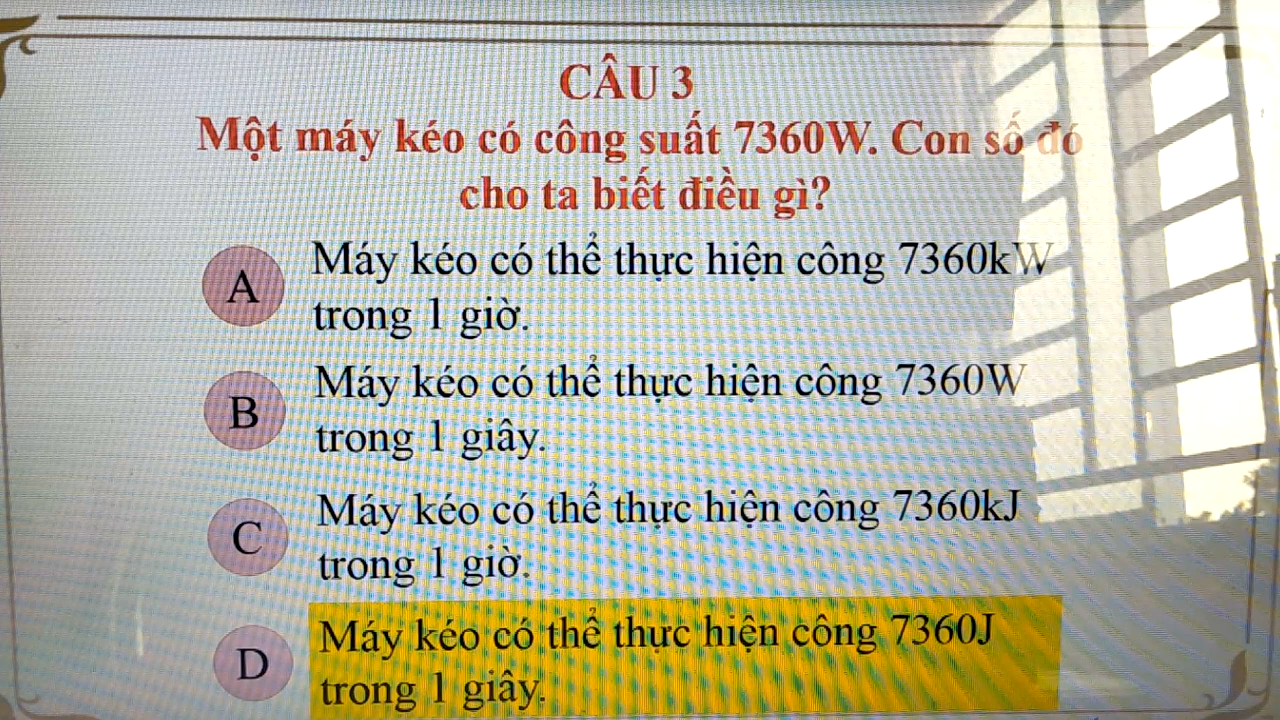 CÂU 3
Một máy kéo có công suất 7360W. Con số đó
cho ta biết điều gì?
A
Máy kéo có thể thực hiện công 7360kW
trong 1 giờ.
B
Máy kéo có thể thực hiện công 7360W
trong 1 giây.
C
Máy kéo có thể thực hiện công 7360kJ
trong 1 giờ.
D
Máy kéo có thể thực hiện công 7360J
trong 1 giây.